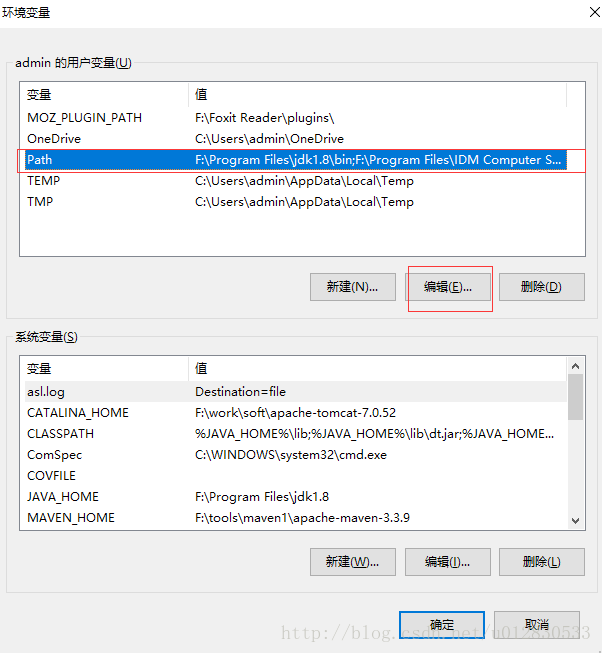 环境变量
admin 的用户变量(U)
变量 值
MOZ_PLUGIN_PATH F:\Foxit Reader\plugins\
OneDrive C:\Users\admin\OneDrive
Path F:\Program Files\jdk1.8\bin;F:\Program Files\IDM Computer S...
TEMP C:\Users\admin\AppData\Local\Temp
TMP C:\Users\admin\AppData\Local\Temp
新建(N)... 编辑(E)... 删除(D)
系统变量(S)
变量 值
asl.log Destination=file
CATALINA_HOME F:\work\soft\apache-tomcat-7.0.52
CLASSPATH %JAVA_HOME%\lib;%JAVA_HOME%\lib\dt.jar;%JAVA_HOME...
ComSpec C:\WINDOWS\system32\cmd.exe
COVFILE
JAVA_HOME F:\Program Files\jdk1.8
MAVEN_HOME F:\tools\maven1\apache-maven-3.3.9
新建(W)... 编辑(I)... 删除(L)
确定 取消
http://blog.csdn.net/u012830533